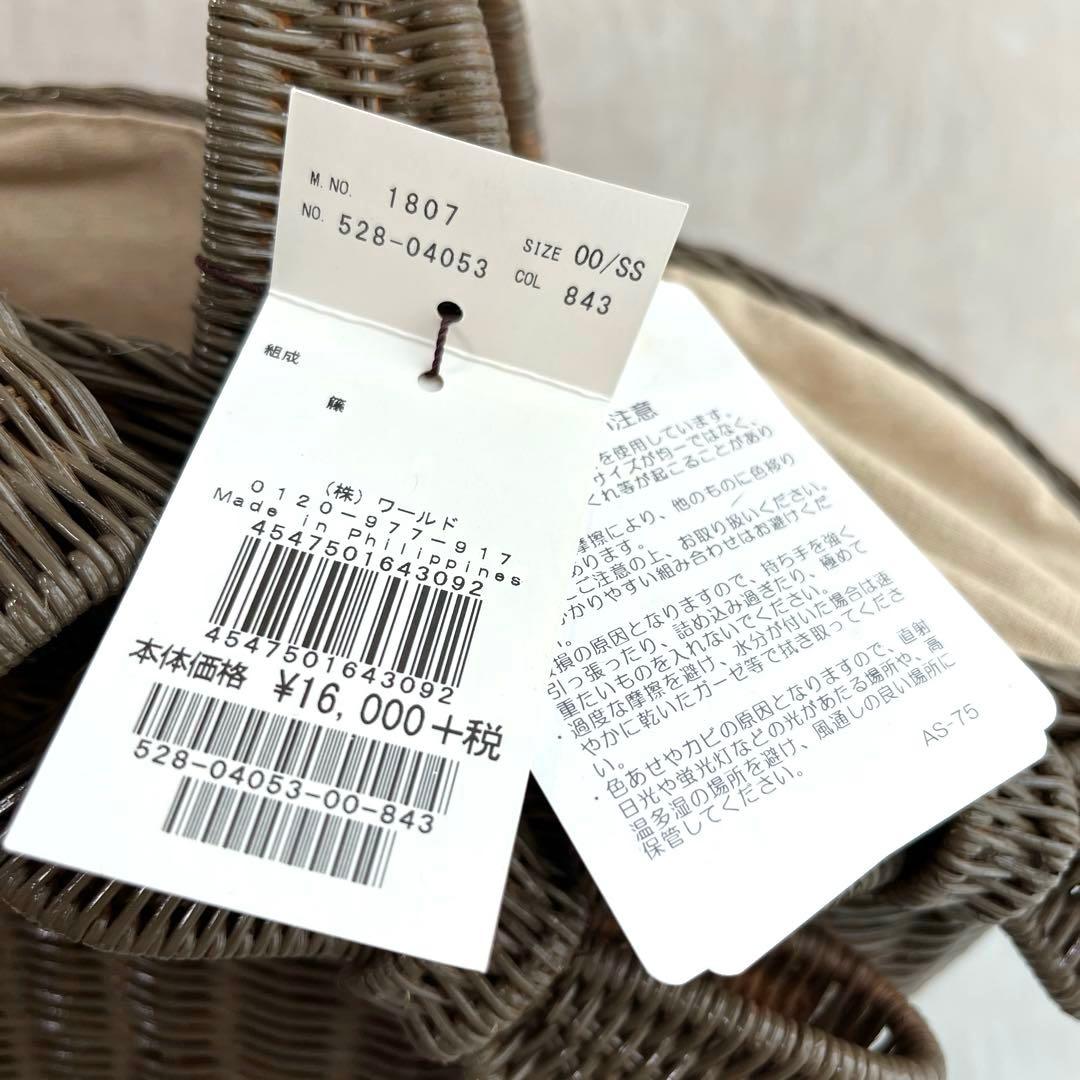 M. NO. 1807
NO. 528-04053
SIZE 00/SS
COL 843
組成
籐
(株) ワールド
0120-977-917
Made in Philippines
4547501643092
4547501643092
本体価格 ¥16,000+税
528-04053-00-843
注意
を使用しています。
サイズが均一ではなく、
くれ等が起こることがあり
摩擦により、他のものに色移り
ります。
ご注意の上、お取り扱いください。
かりやすい組み合わせはお避けくだ
損の原因となりますので、持ち手を強く
引っ張ったり、詰め込み過ぎたり、極めて
重たいものを入れないでください。
・過度な摩擦を避け、水分が付いた場合は速
やかに乾いたガーゼ等で拭き取ってくださ
い。
・色あせやカビの原因となりますので、直射
日光や蛍光灯などの光があたる場所や、高
温多湿の場所を避け、風通しの良い場所に
保管してください。
AS-75